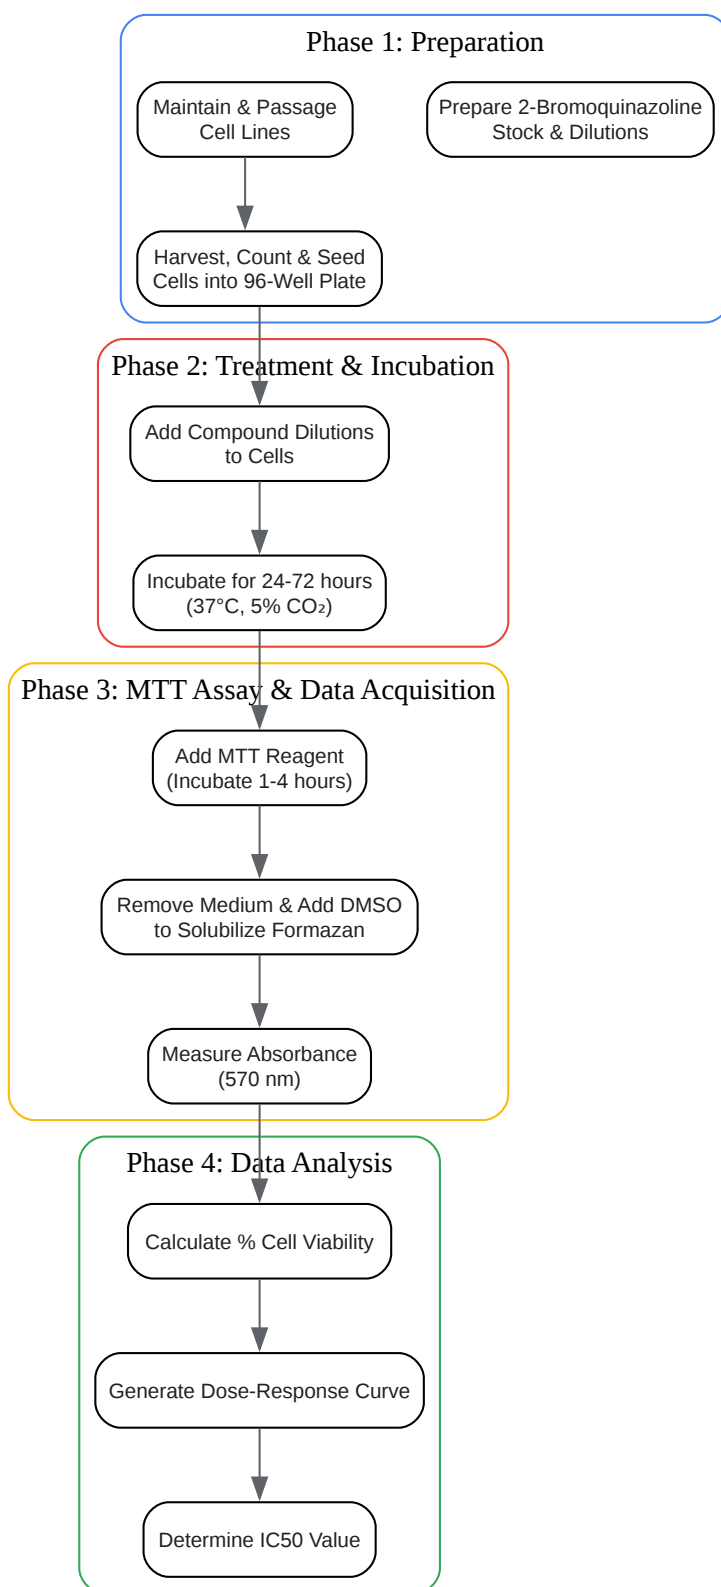 Phase 1: Preparation
Maintain & Passage
Cell Lines
Prepare 2-Bromoquinazoline
Stock & Dilutions
Harvest, Count & Seed
Cells into 96-Well Plate
Phase 2: Treatment & Incubation
Add Compound Dilutions
to Cells
Incubate for 24-72 hours
(37°C, 5% CO₂)
Phase 3: MTT Assay & Data Acquisition
Add MTT Reagent
(Incubate 1-4 hours)
Remove Medium & Add DMSO
to Solubilize Formazan
Measure Absorbance
(570 nm)
Phase 4: Data Analysis
Calculate % Cell Viability
Generate Dose-Response Curve
Determine IC50 Value